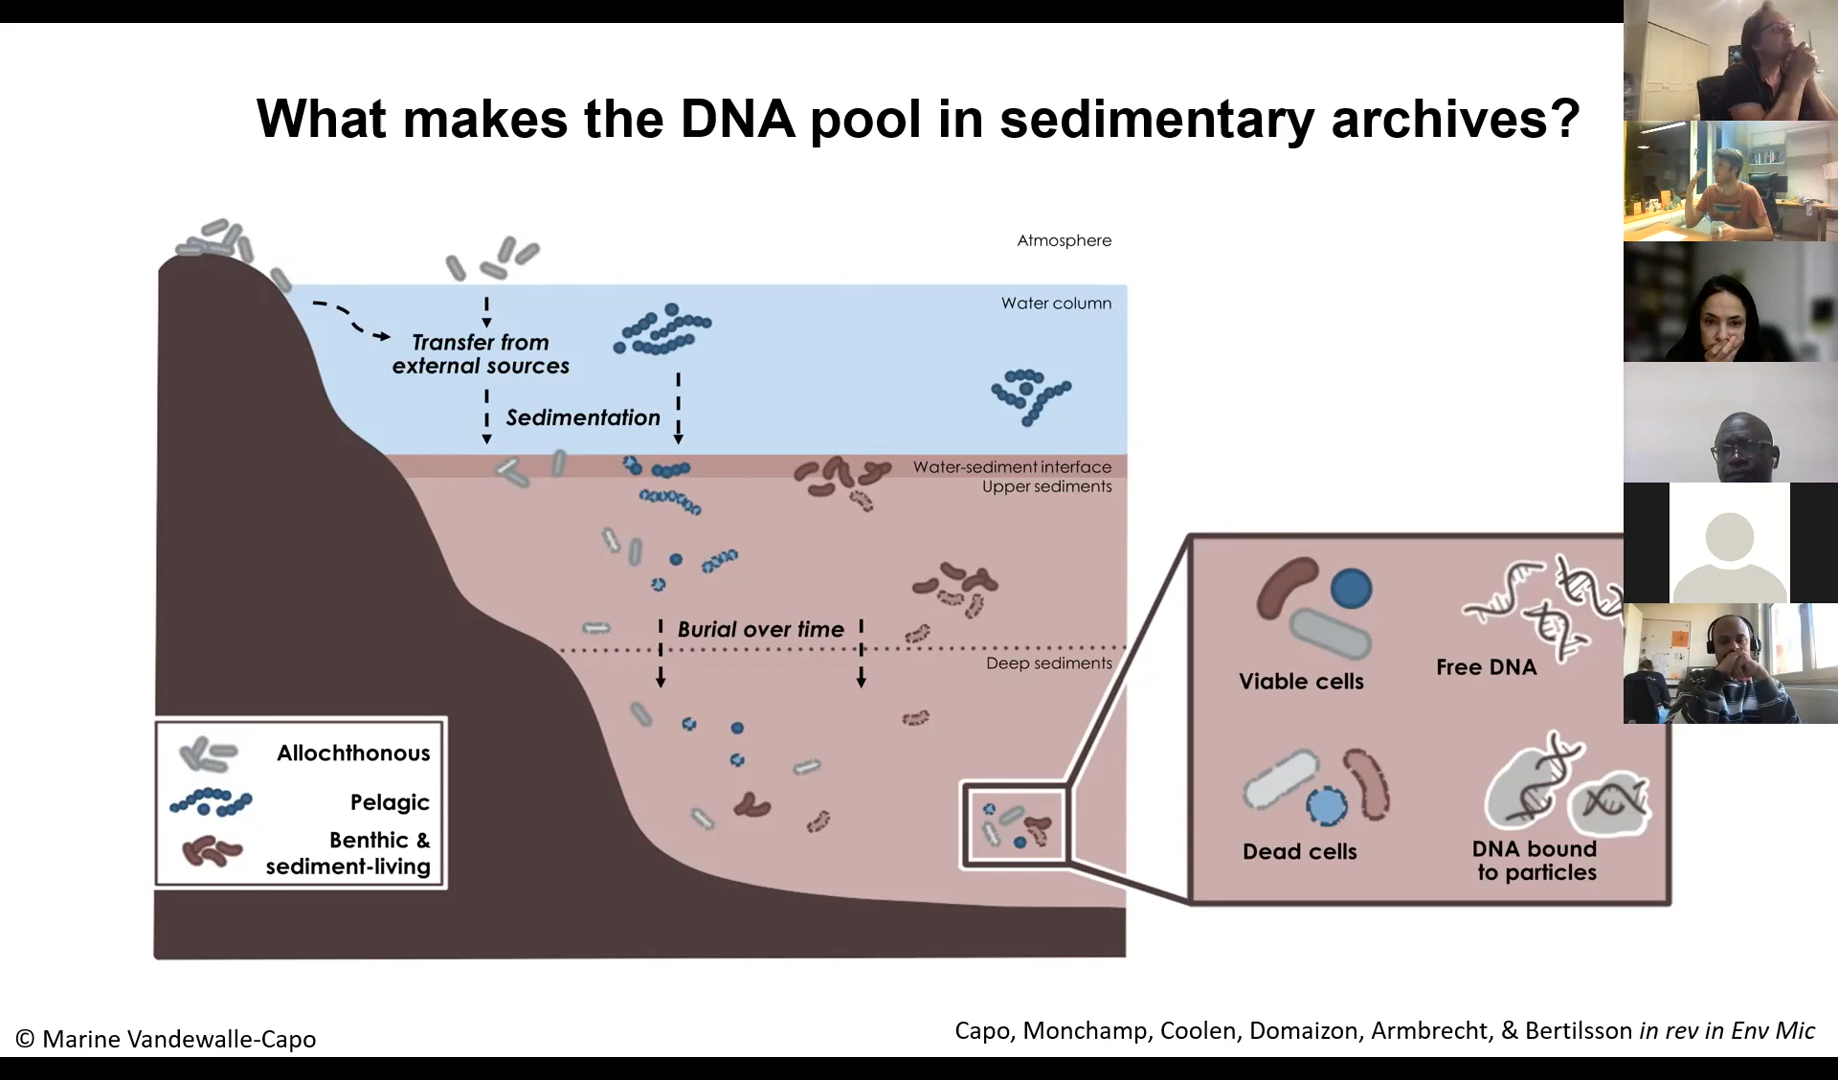 What makes the DNA pool in sedimentary archives?
Atmosphere
Water column
Transfer from
external sources
Sedimentation
Water-sediment interface
Upper sediments
Burial over time
Deep sediments
Allochthonous
Pelagic
Benthic &
sediment-living
Viable cells
Free DNA
Dead cells
DNA bound
to particles
© Marine Vandewalle-Capo
Capo, Monchamp, Coolen, Domaizon, Armbrecht, & Bertilsson in rev in Env Mic